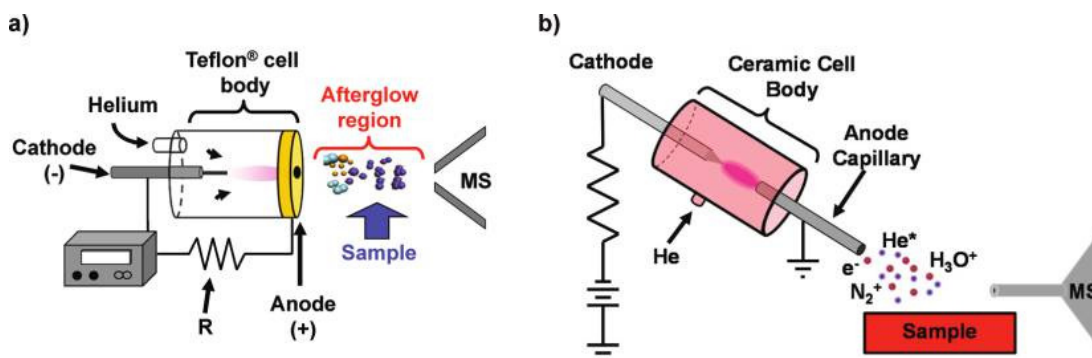 a)
Teflon® cell
body
Helium
Cathode
(-)
Afterglow
region
MS
Sample
R
Anode
(+)
b)
Cathode
Ceramic Cell
Body
Anode
Capillary
He
He*
e-
H₃O⁺
N₂⁺
MS
Sample